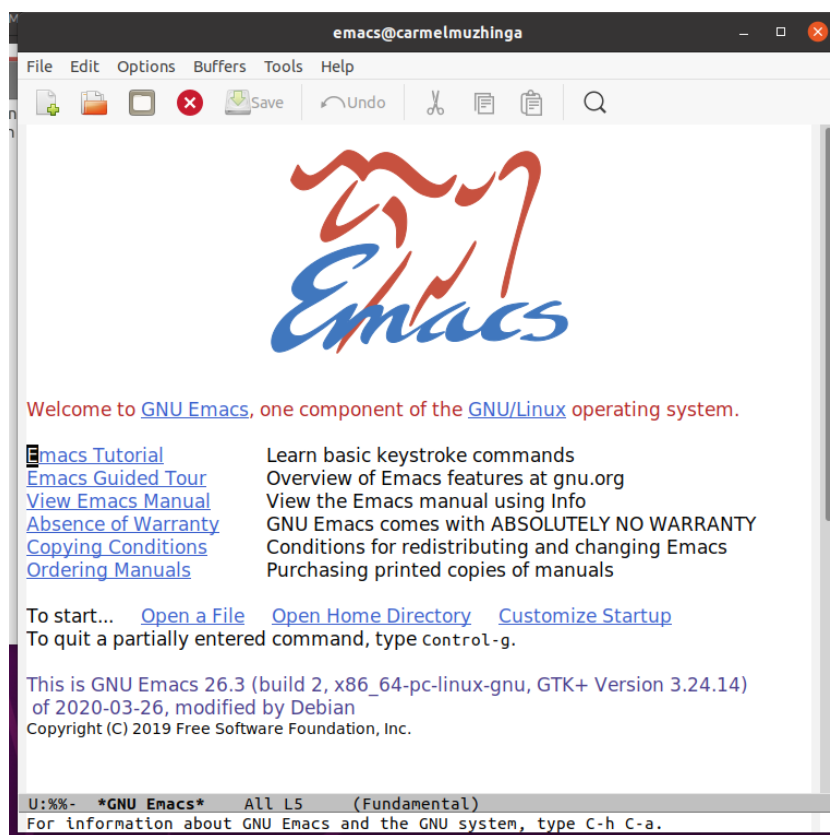 emacs@carmelmuzhinga
File Edit Options Buffers Tools Help
Save Undo
Emacs
Welcome to GNU Emacs, one component of the GNU/Linux operating system.
Emacs Tutorial Learn basic keystroke commands
Emacs Guided Tour Overview of Emacs features at gnu.org
View Emacs Manual View the Emacs manual using Info
Absence of Warranty GNU Emacs comes with ABSOLUTELY NO WARRANTY
Copying Conditions Conditions for redistributing and changing Emacs
Ordering Manuals Purchasing printed copies of manuals
To start... Open a File Open Home Directory Customize Startup
To quit a partially entered command, type Control-g.
This is GNU Emacs 26.3 (build 2, x86_64-pc-linux-gnu, GTK+ Version 3.24.14)
of 2020-03-26, modified by Debian
Copyright (C) 2019 Free Software Foundation, Inc.
U:%%- *GNU Emacs* All L5 (Fundamental)
For information about GNU Emacs and the GNU system, type C-h C-a.